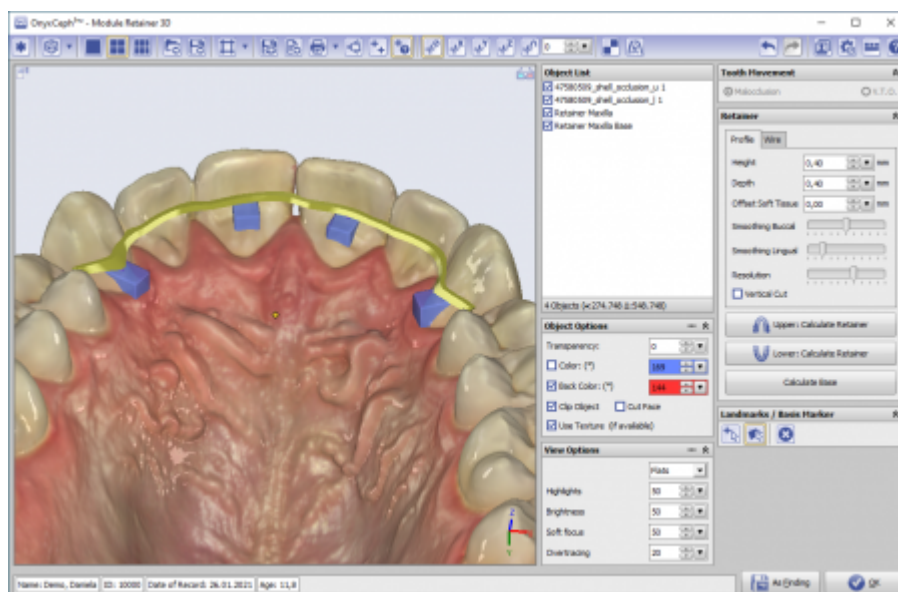 OnyxCeph³™ - Module Retainer 3D
0
Object List
47580509_shell_occlusion_u 1
47580509_shell_occlusion_l 1
Retainer Maxilla
Retainer Maxilla Base
Object Options
Transparency:
0
Color: (*)
169
Back Color: (*)
144
Clip Object
Cut Face
Use Texture (if available)
View Options
Highlights
50
Brightness
50
Soft focus
50
Overtracing
20
Tooth Movement
Malocclusion
V.T.O.
Retainer
Profile
Wire
Height
0,40
mm
Depth
0,40
mm
Offset Soft Tissue
0,00
mm
Smoothing Buccal
Smoothing Lingual
Resolution
Vertical Cut
Upper: Calculate Retainer
Lower: Calculate Retainer
Calculate Base
Landmarks / Basis Marker
Name: Demo, Daniela
ID: 10000
Date of Record: 26.01.2021
Age: 11,8
As Finding
OK